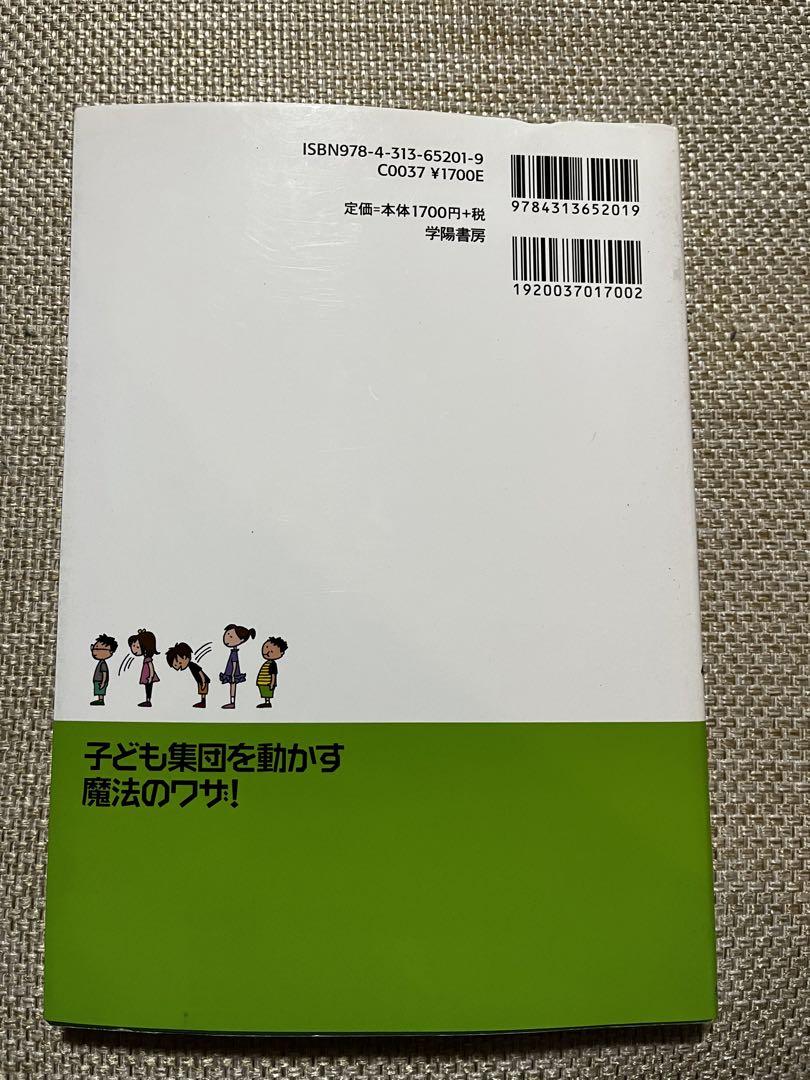 ISBN978-4-313-65201-9
C0037 ¥1700E
9784313652019
定価=本体1700円+税
学陽書房
1920037017002
子ども集団を動かす
魔法のワザ!